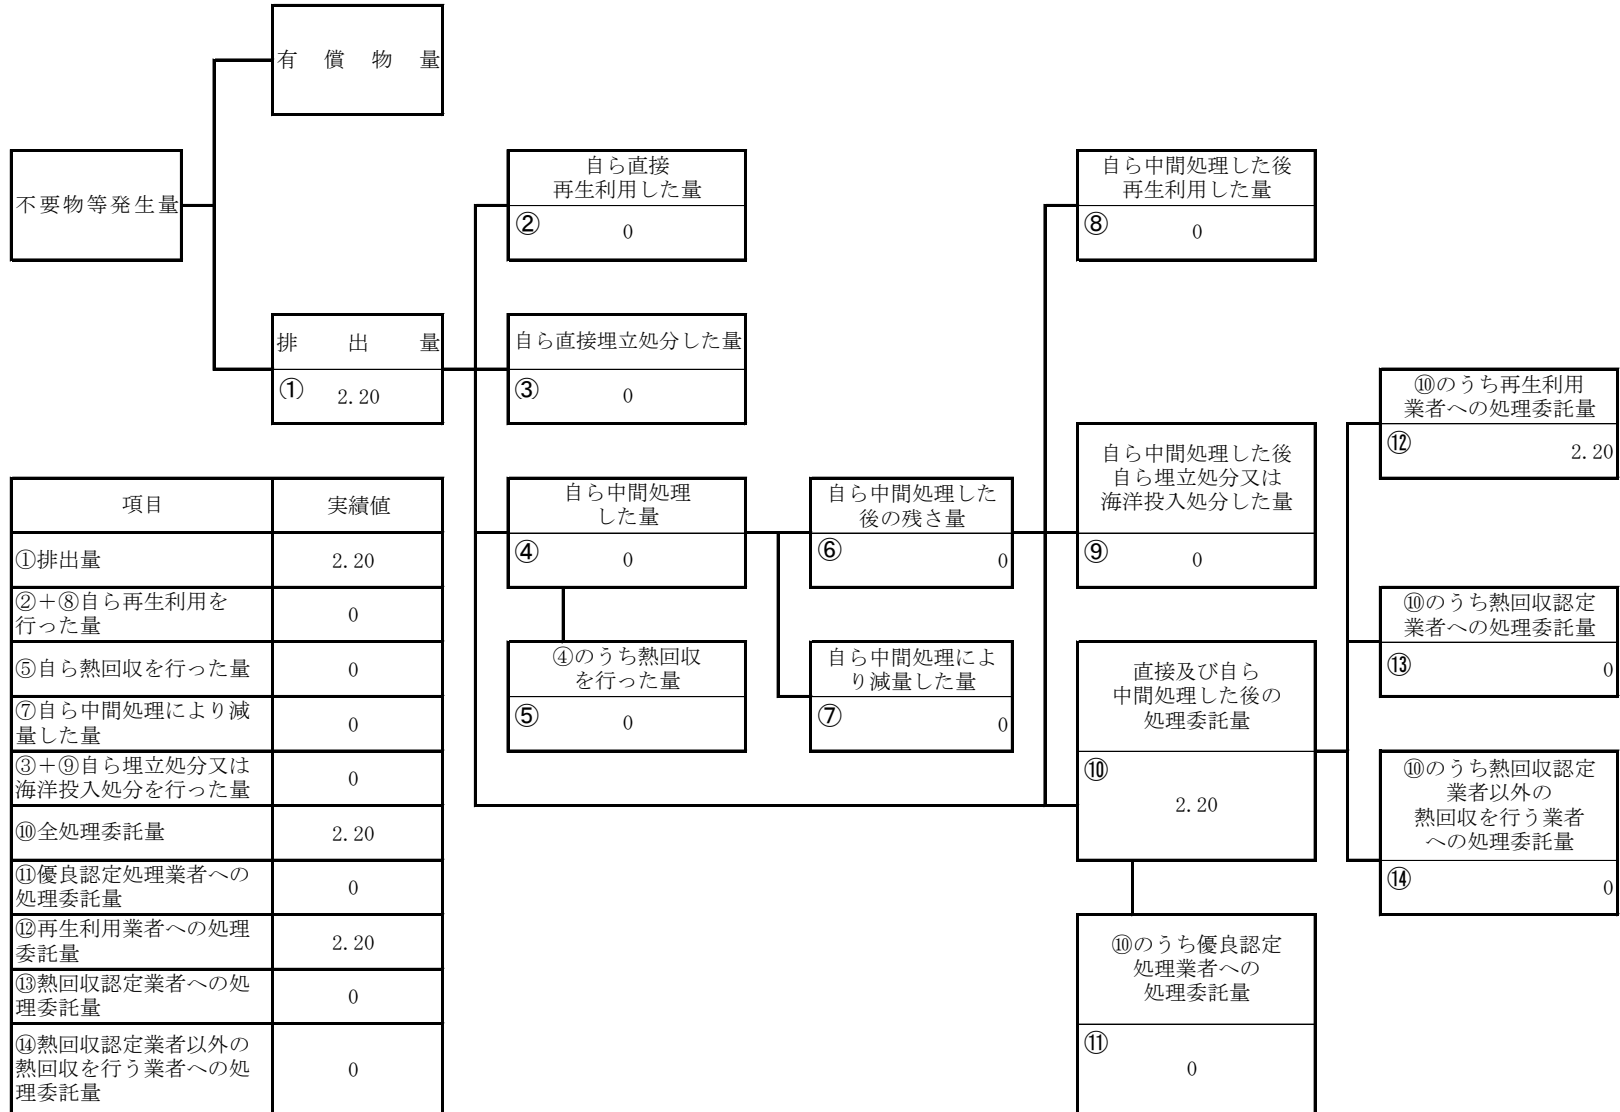 有償物量
不要物等発生量
排出量
① 2.20
自ら直接
再生利用した量
② 0
自ら直接埋立処分した量
③ 0
自ら中間処理
した量
④ 0
④のうち熱回収
を行った量
⑤ 0
自ら中間処理した
後の残さ量
⑥ 0
自ら中間処理によ
り減量した量
⑦ 0
自ら中間処理した後
再生利用した量
⑧ 0
自ら中間処理した後
自ら埋立処分又は
海洋投入処分した量
⑨ 0
直接及び自ら
中間処理した後の
処理委託量
⑩
2.20
⑩のうち優良認定
処理業者への
処理委託量
⑪
0
⑩のうち再生利用
業者への処理委託量
⑫ 2.20
⑩のうち熱回収認定
業者への処理委託量
⑬ 0
⑩のうち熱回収認定
業者以外の
熱回収を行う業者
への処理委託量
⑭ 0
項目 実績値
①排出量 2.20
②＋⑧自ら再生利用を
行った量 0
⑤自ら熱回収を行った量 0
⑦自ら中間処理により減
量した量 0
③＋⑨自ら埋立処分又は
海洋投入処分を行った量 0
⑩全処理委託量 2.20
⑪優良認定処理業者への
処理委託量 0
⑫再生利用業者への処理
委託量 2.20
⑬熱回収認定業者への処
理委託量 0
⑭熱回収認定業者以外の
熱回収を行う業者への処
理委託量 0